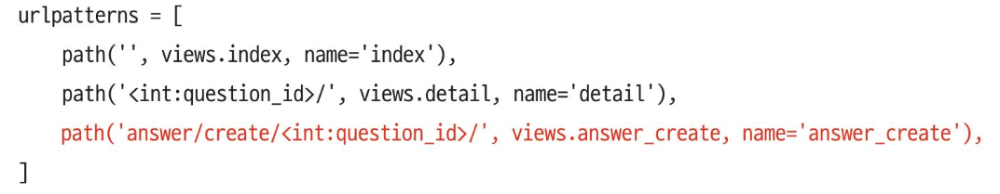 urlpatterns = [
    path('', views.index, name='index'),
    path('<int:question_id>/', views.detail, name='detail'),
    path('answer/create/<int:question_id>/', views.answer_create, name='answer_create'),
]